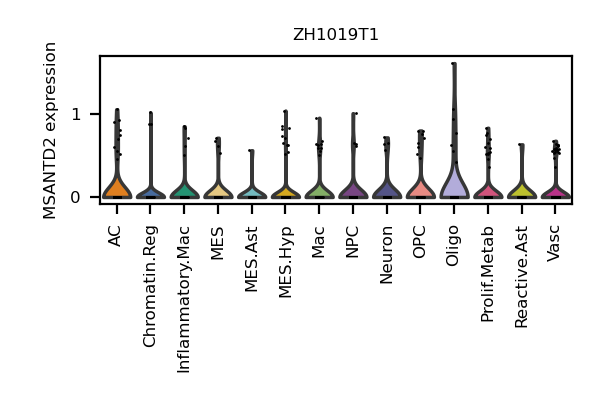 ZH1019T1
MSANTD2 expression
1
0
AC
Chromatin.Reg
Inflammatory.Mac
MES
MES.Ast
MES.Hyp
Mac
NPC
Neuron
OPC
Oligo
Prolif.Metab
Reactive.Ast
Vasc